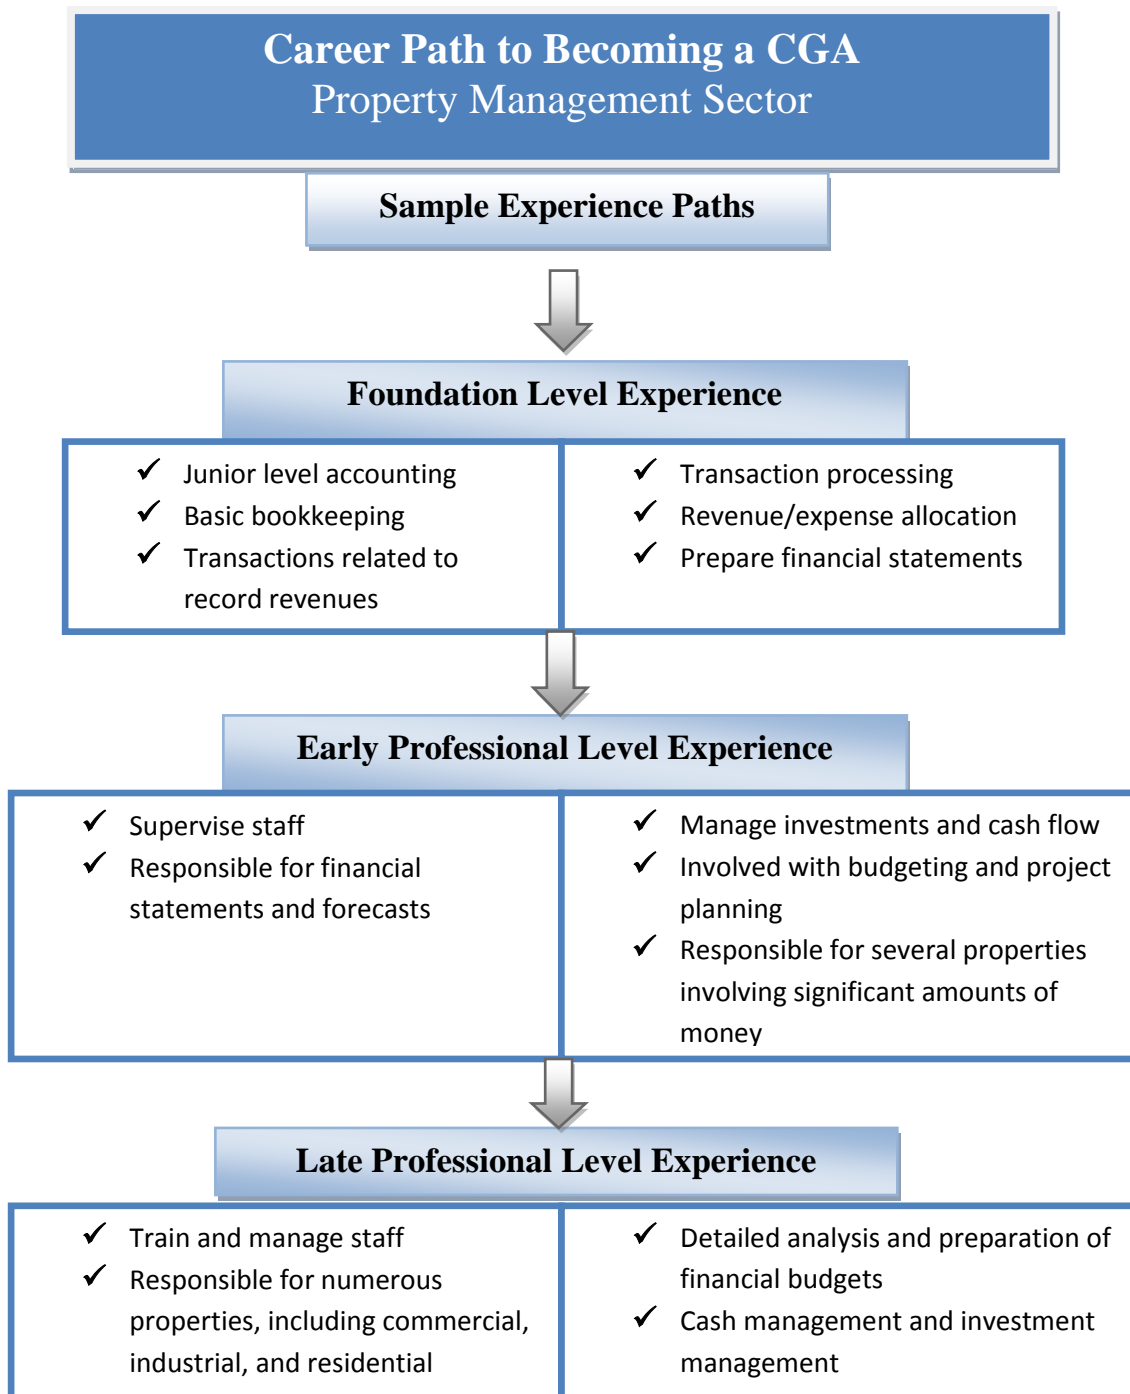 Career Path to Becoming a CGA
Property Management Sector
Sample Experience Paths
Foundation Level Experience
Junior level accounting
Basic bookkeeping
Transactions related to
record revenues
Transaction processing
Revenue/expense allocation
Prepare financial statements
Early Professional Level Experience
Supervise staff
Responsible for financial
statements and forecasts
Manage investments and cash flow
Involved with budgeting and project
planning
Responsible for several properties
involving significant amounts of
money
Late Professional Level Experience
Train and manage staff
Responsible for numerous
properties, including commercial,
industrial, and residential
Detailed analysis and preparation of
financial budgets
Cash management and investment
management